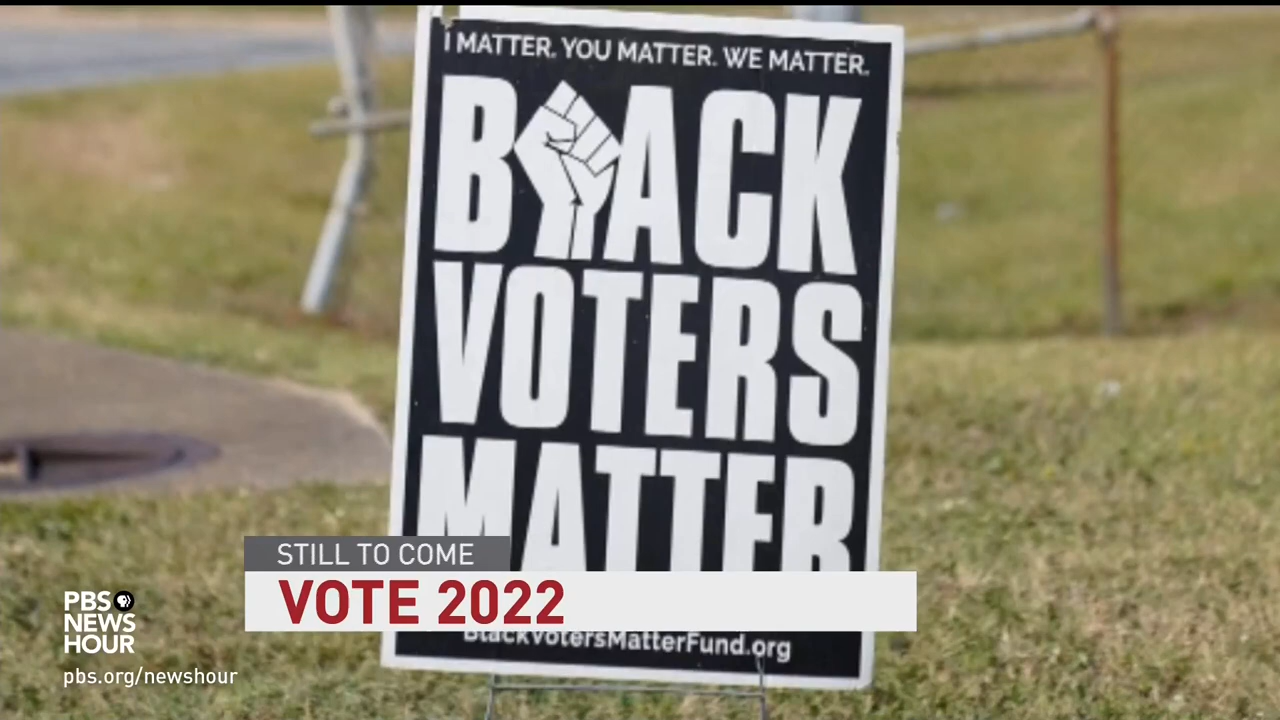 I MATTER. YOU MATTER. WE MATTER.
BLACK
VOTERS
MATTER
STILL TO COME
VOTE 2022
BlackVotersMatterFund.org
PBS
NEWS
HOUR
pbs.org/newshour